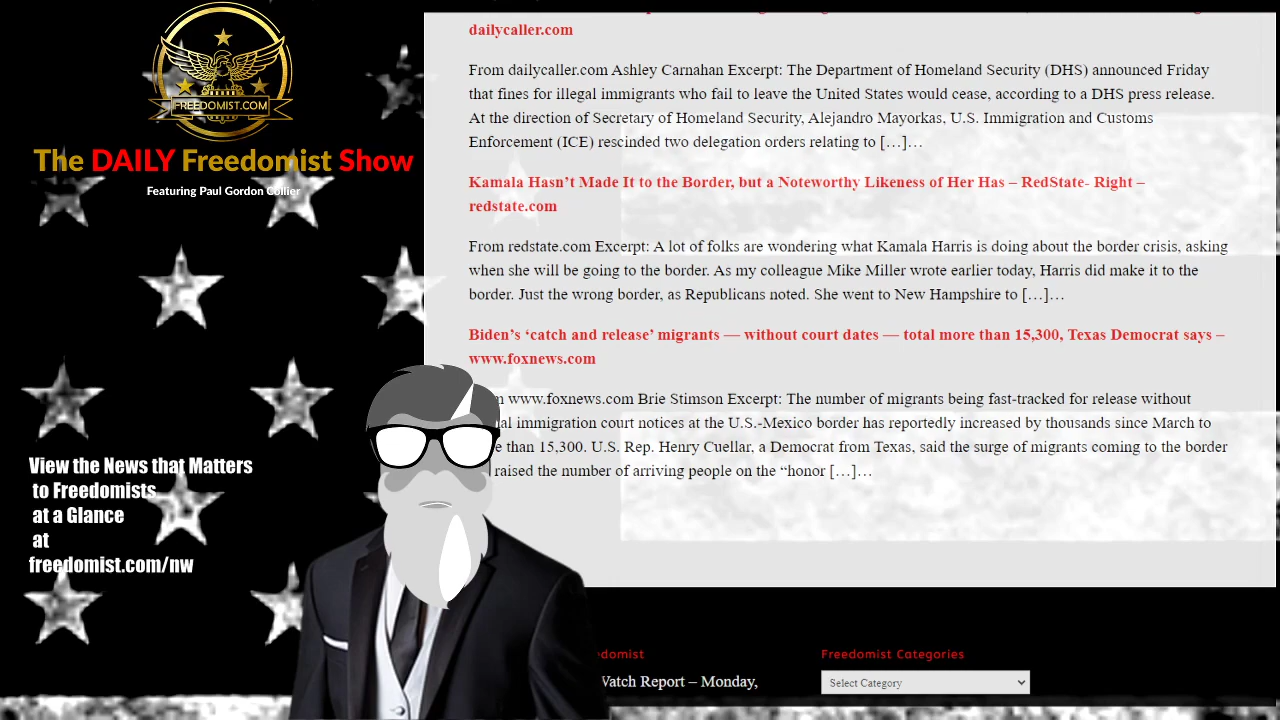 FREEDOMIST.COM
The DAILY Freedomist Show
Featuring Paul Gordon Collier
View the News that Matters
to Freedomists
at a Glance
at
freedomist.com/nw
dailycaller.com
From dailycaller.com Ashley Carnahan Excerpt: The Department of Homeland Security (DHS) announced Friday
that fines for illegal immigrants who fail to leave the United States would cease, according to a DHS press release.
At the direction of Secretary of Homeland Security, Alejandro Mayorkas, U.S. Immigration and Customs
Enforcement (ICE) rescinded two delegation orders relating to […]…
Kamala Hasn’t Made It to the Border, but a Noteworthy Likeness of Her Has – RedState- Right –
redstate.com
From redstate.com Excerpt: A lot of folks are wondering what Kamala Harris is doing about the border crisis, asking
when she will be going to the border. As my colleague Mike Miller wrote earlier today, Harris did make it to the
border. Just the wrong border, as Republicans noted. She went to New Hampshire to […]…
Biden’s ‘catch and release’ migrants — without court dates — total more than 15,300, Texas Democrat says –
www.foxnews.com
www.foxnews.com Brie Stimson Excerpt: The number of migrants being fast-tracked for release without
immigration court notices at the U.S.-Mexico border has reportedly increased by thousands since March to
than 15,300. U.S. Rep. Henry Cuellar, a Democrat from Texas, said the surge of migrants coming to the border
raised the number of arriving people on the “honor […]…
Freedomist Categories
Watch Report – Monday,
Select Category